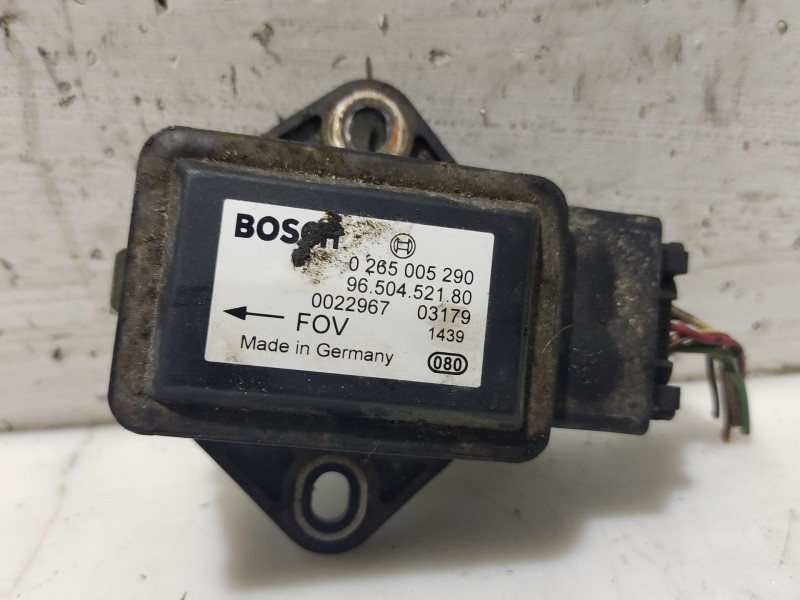 BOSCH
0 265 005 290
96.504.521.80
0022967 03179
FOV 1439
Made in Germany 080